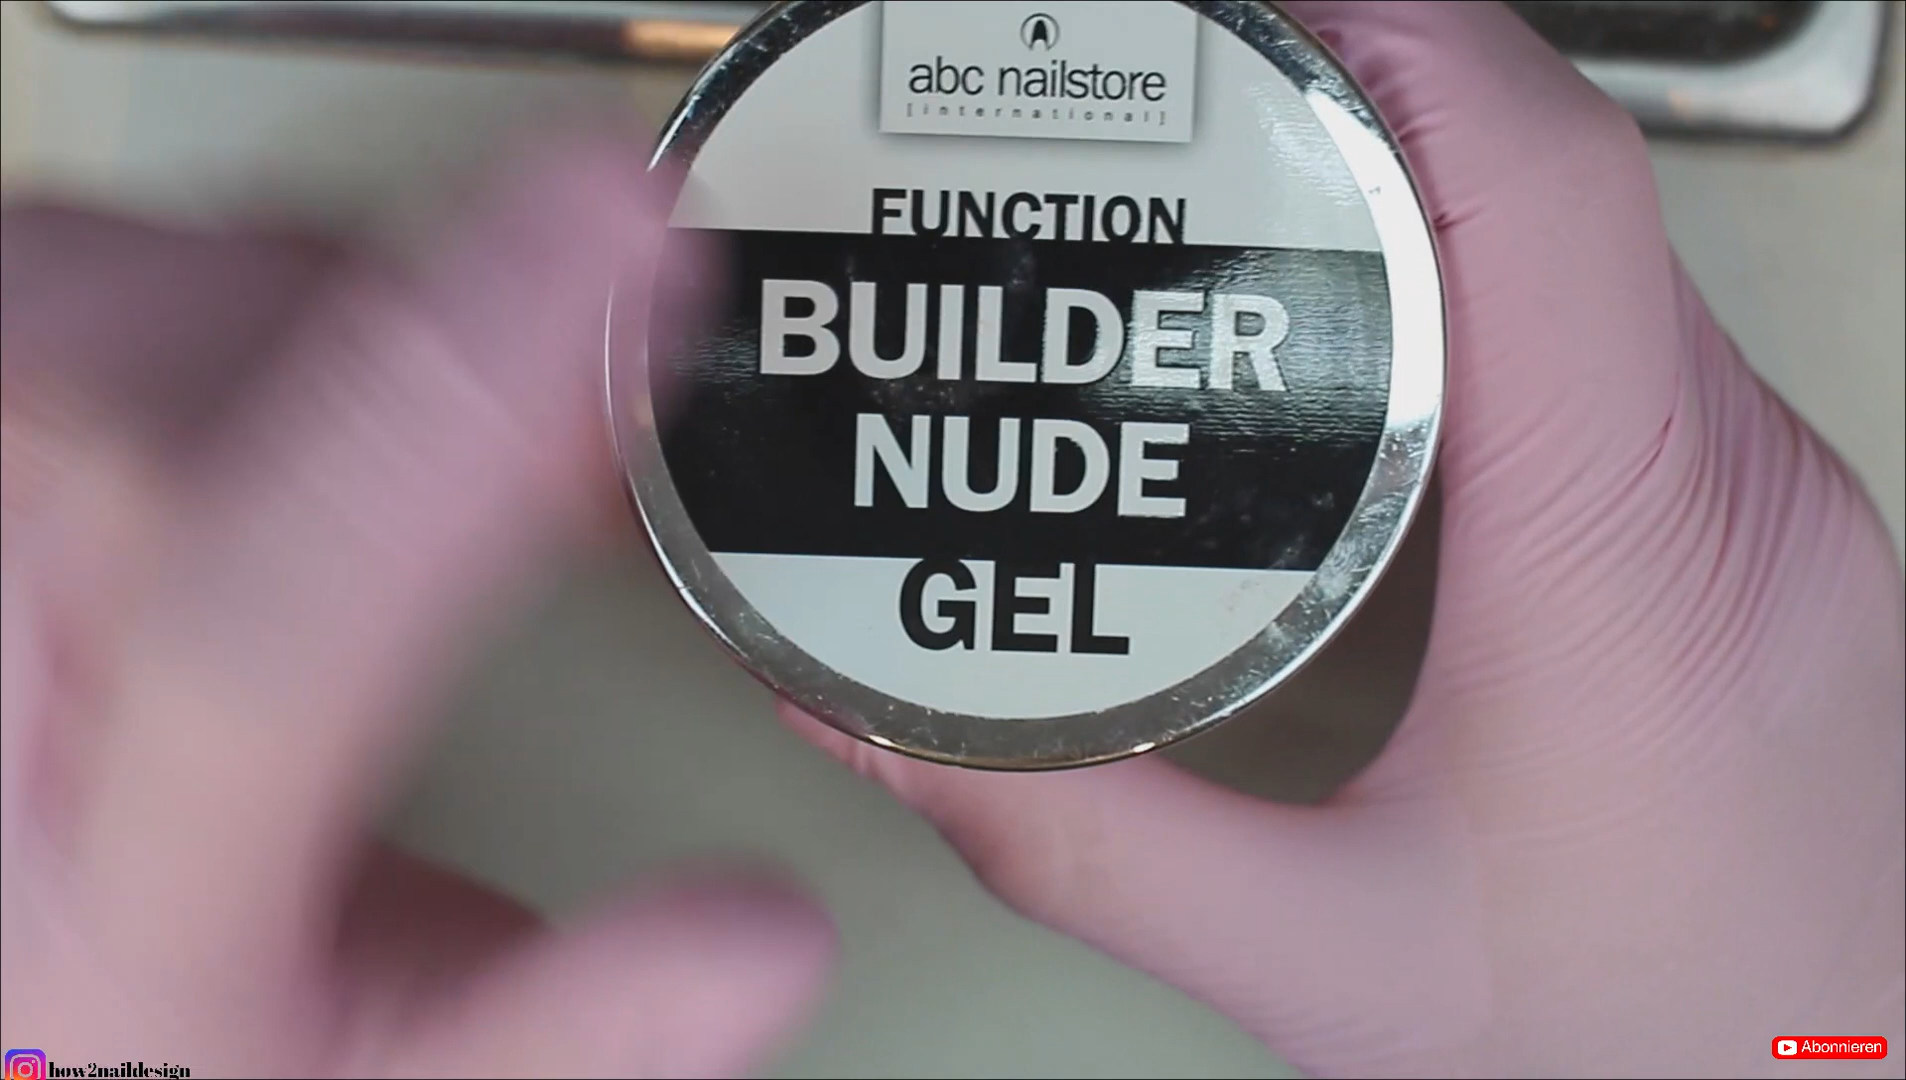 abc nailstore
[international]
FUNCTION
BUILDER
NUDE
GEL
how2naildesign
Abonnieren